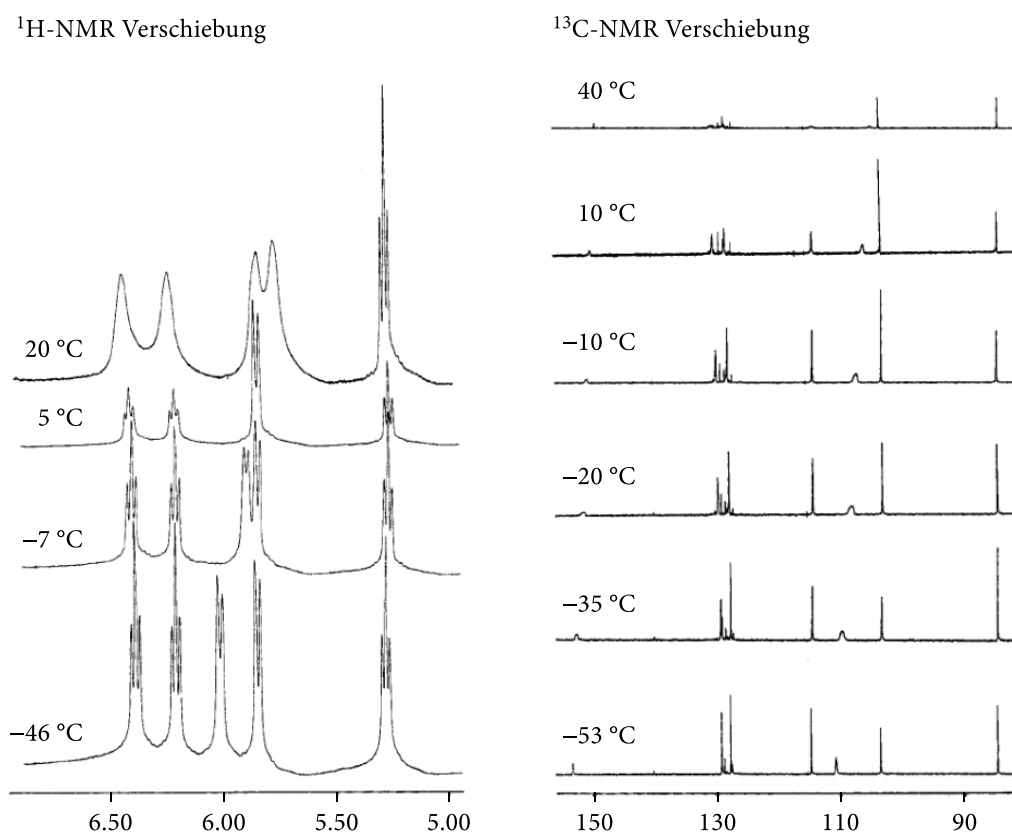 ¹H-NMR Verschiebung
20 °C
5 °C
–7 °C
–46 °C
6.50 6.00 5.50 5.00
¹³C-NMR Verschiebung
40 °C
10 °C
–10 °C
–20 °C
–35 °C
–53 °C
150 130 110 90